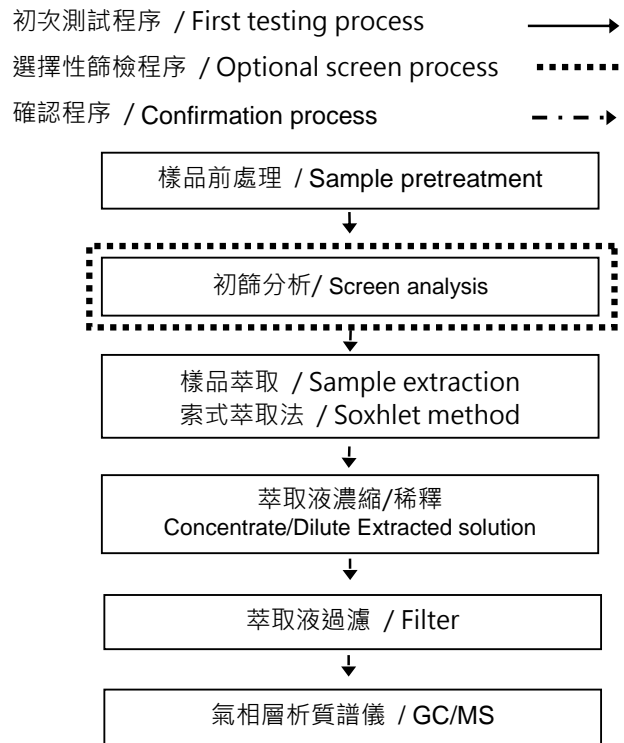 初次測試程序 / First testing process
選擇性篩檢程序 / Optional screen process
確認程序 / Confirmation process
樣品前處理 / Sample pretreatment
初篩分析/ Screen analysis
樣品萃取 / Sample extraction
索式萃取法 / Soxhlet method
萃取液濃縮/稀釋
Concentrate/Dilute Extracted solution
萃取液過濾 / Filter
氣相層析質譜儀 / GC/MS